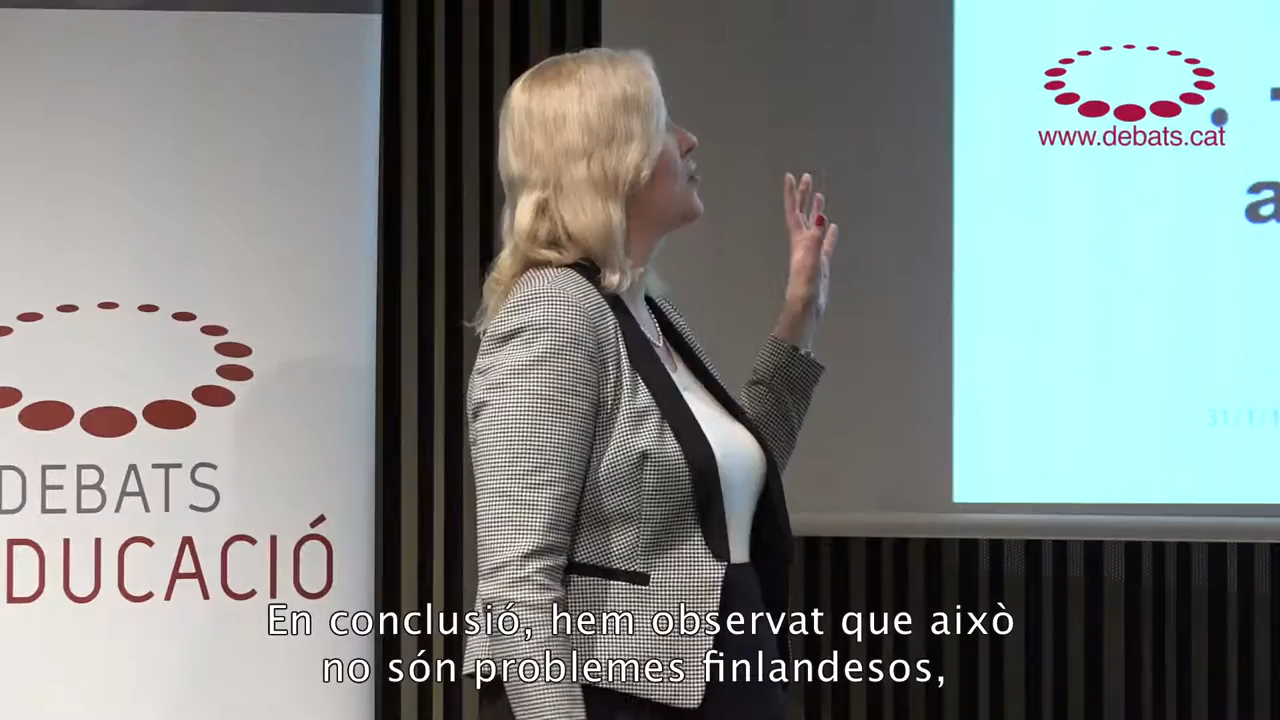 www.debats.cat
DEBATS
DUCACIÓ
En conclusió, hem observat que això
no són problemes finlandesos,